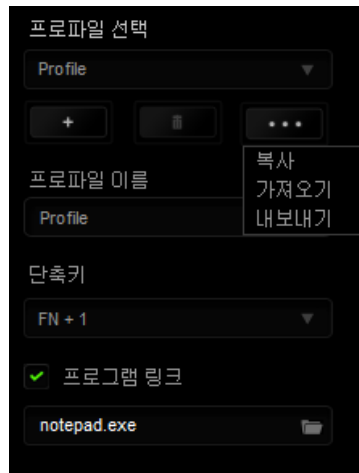 프로파일 선택
Profile
+
•••
복사
가져오기
내보내기
프로파일 이름
Profile
단축키
FN + 1
프로그램 링크
notepad.exe